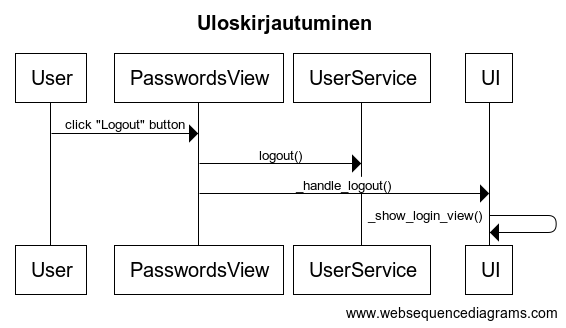 Uloskirjautuminen
User
PasswordsView
UserService
UI
click "Logout" button
logout()
_handle_logout()
_show_login_view()
User
PasswordsView
UserService
UI
www.websequencediagrams.com